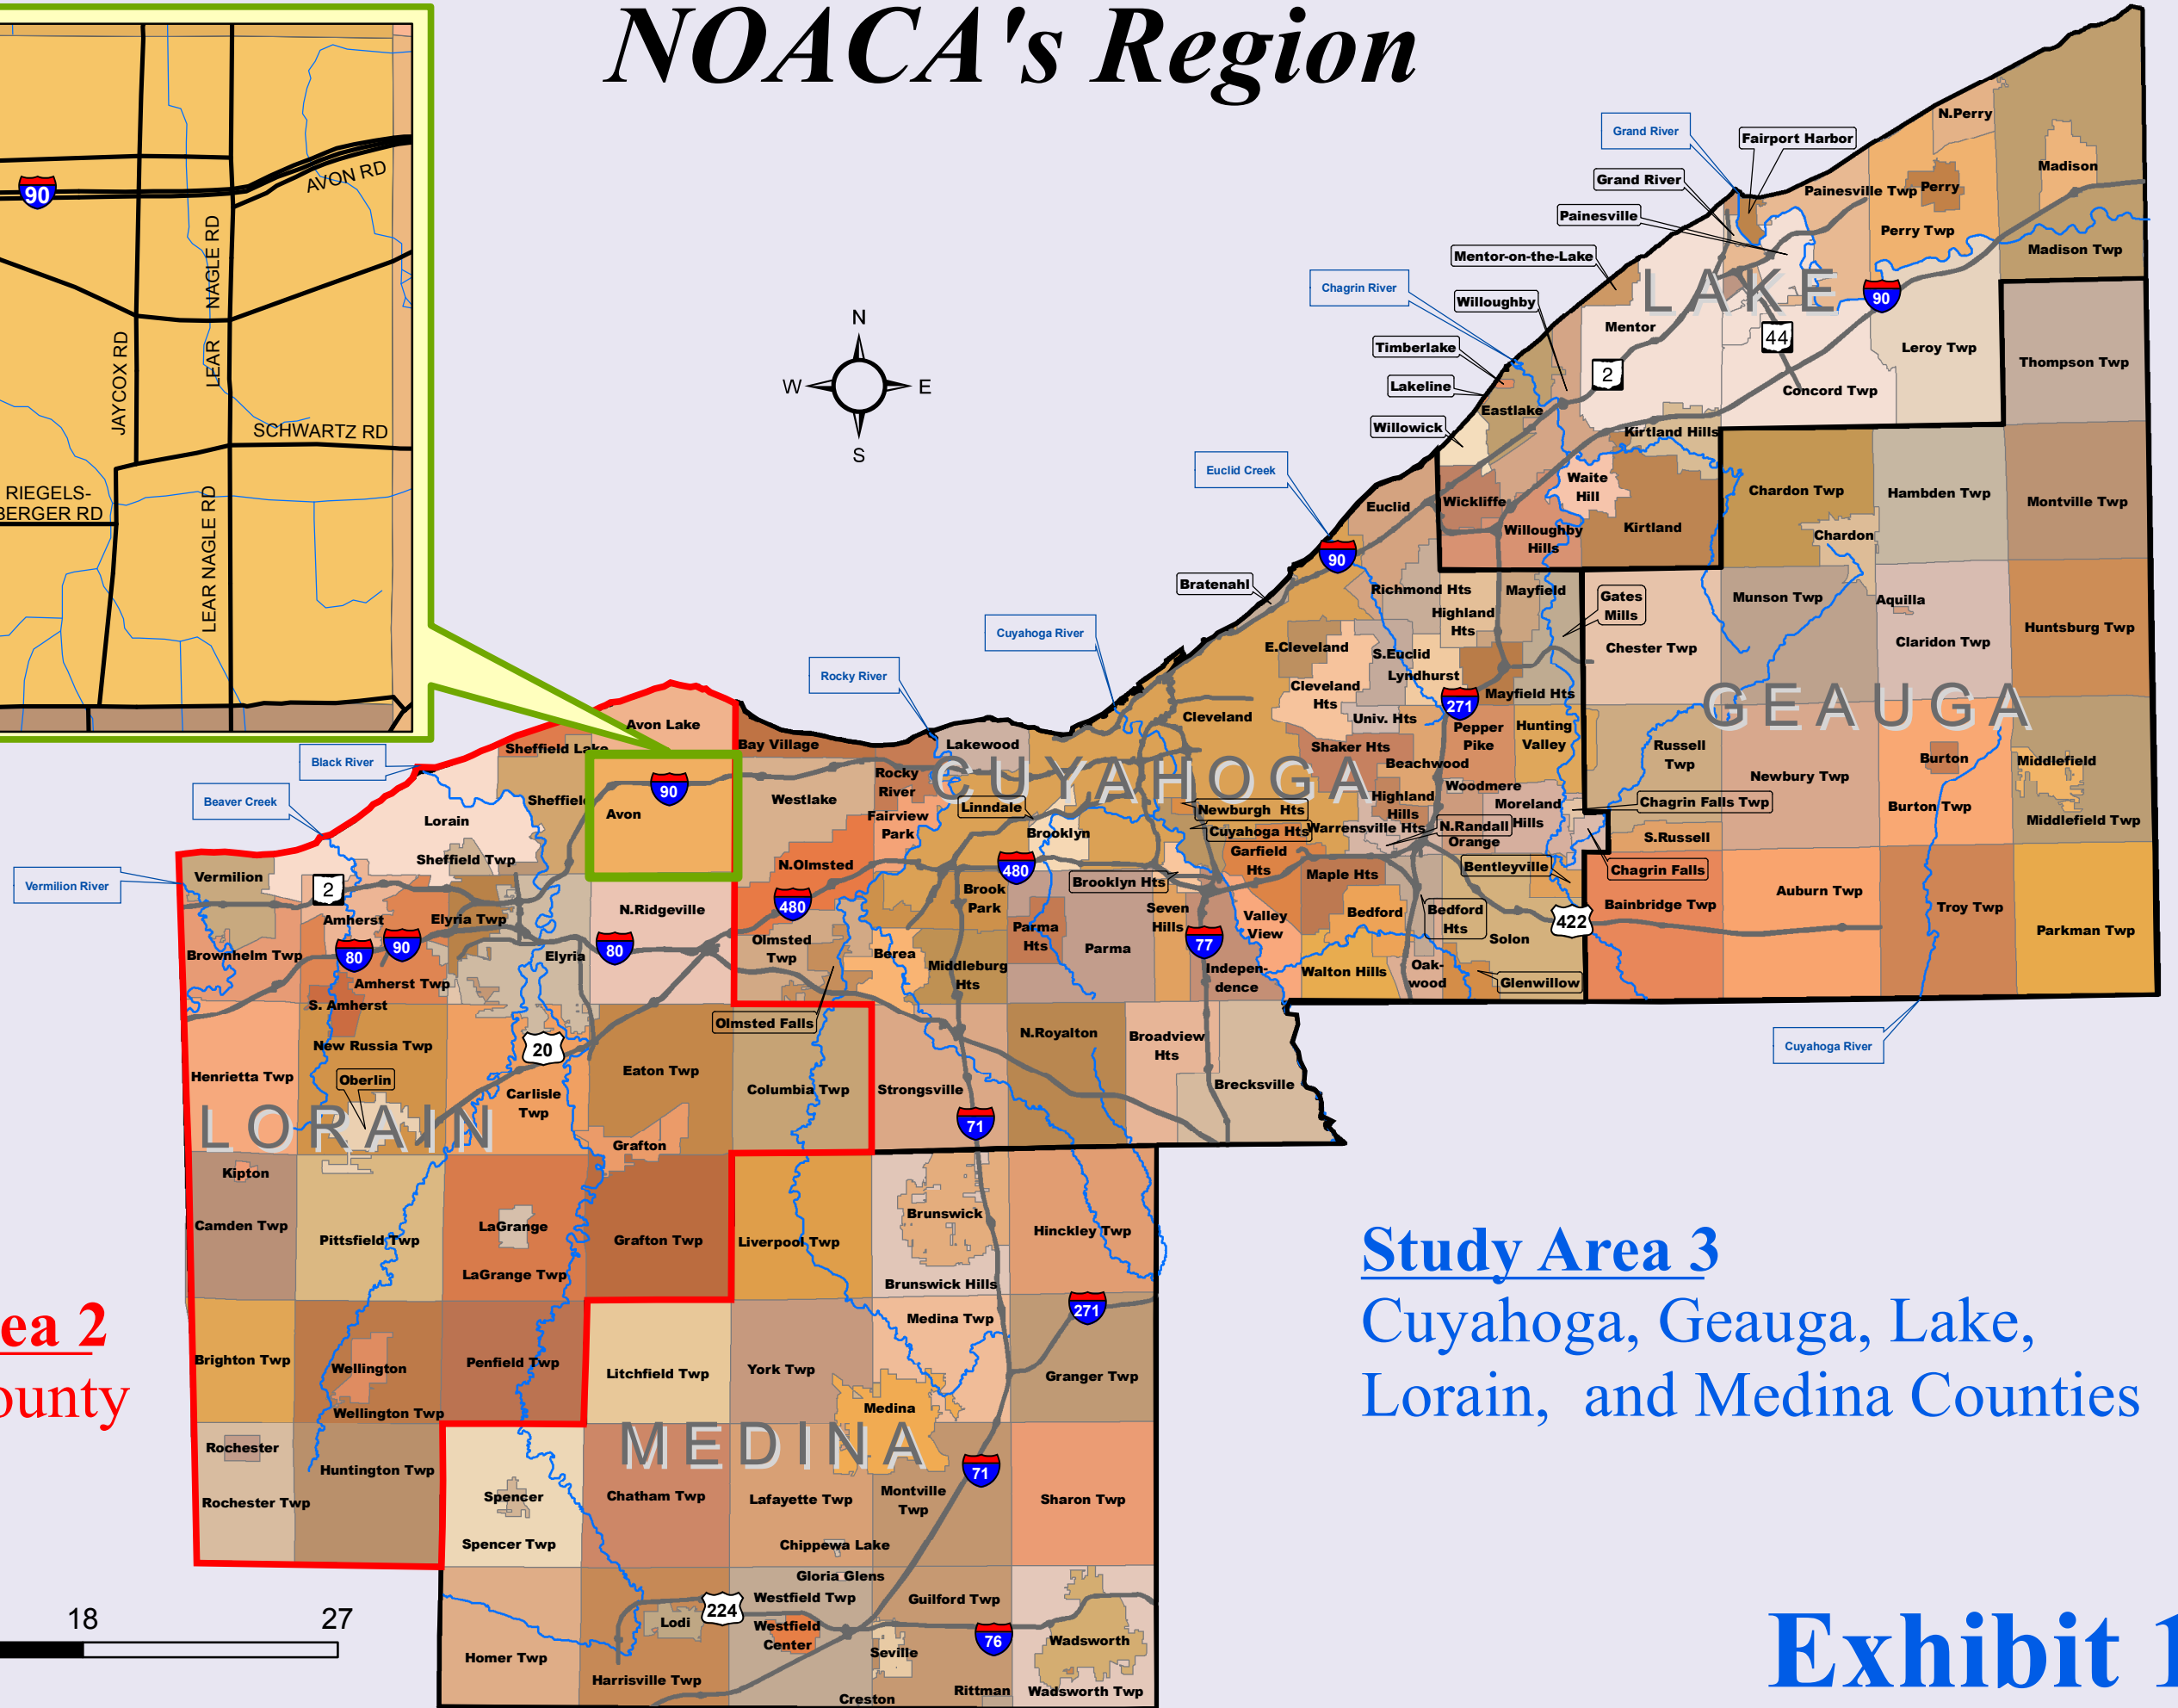 NOACA's Region
90
AVON RD
LEAR NAGLE RD
JAYCOX RD
SCHWARTZ RD
RIEGELS-
BERGER RD
LEAR NAGLE RD
N
W E
S
Grand River
Fairport Harbor
Grand River
Painesville
Mentor-on-the-Lake
Chagrin River
Willoughby
Timberlake
Lakeline
Willowick
Euclid Creek
Bratenahl
Cuyahoga River
Rocky River
Black River
Beaver Creek
Vermilion River
LAKE
N.Perry
Madison
Painesville Twp
Perry
Perry Twp
Madison Twp
90
Mentor
44
2
Leroy Twp
Concord Twp
Eastlake
Kirtland Hills
Waite
Hill
Wickliffe
Willoughby
Hills
Kirtland
GEAUGA
Thompson Twp
Chardon Twp
Hambden Twp
Montville Twp
Chardon
Munson Twp
Aquilla
Claridon Twp
Huntsburg Twp
Chester Twp
Russell
Twp
Newbury Twp
Burton
Burton Twp
Middlefield
Middlefield Twp
S.Russell
Bainbridge Twp
Auburn Twp
Troy Twp
Parkman Twp
Cuyahoga River
CUYAHOGA
Euclid
90
Richmond Hts
Highland
Hts
Mayfield
Gates
Mills
E.Cleveland
S.Euclid
Lyndhurst
Cleveland
Hts
Mayfield Hts
271
Univ. Hts
Pepper
Pike
Hunting
Valley
Cleveland
Shaker Hts
Beachwood
Woodmere
Highland
Hills
Moreland
Hills
Chagrin Falls Twp
Warrensville Hts
N.Randall
Orange
Bentleyville
Chagrin Falls
422
Bay Village
Lakewood
Rocky
River
Westlake
Fairview
Park
Linndale
Brooklyn
Newburgh Hts
Cuyahoga Hts
Garfield
Hts
Maple Hts
N.Olmsted
480
480
Brooklyn Hts
Brook
Park
Parma
Hts
Parma
Seven
Hills
77
Valley
View
Bedford
Bedford
Hts
Solon
Olmsted
Twp
Berea
Middleburg
Hts
Indepen-
dence
Walton Hills
Oak-
wood
Glenwillow
Olmsted Falls
N.Royalton
Broadview
Hts
Strongsville
Brecksville
71
LORAIN
Avon Lake
Sheffield Lake
Sheffield
90
Avon
Lorain
Sheffield Twp
Vermilion
2
Amherst
Elyria Twp
N.Ridgeville
80
90
80
Brownhelm Twp
Elyria
Amherst Twp
S. Amherst
New Russia Twp
20
Henrietta Twp
Oberlin
Carlisle
Twp
Eaton Twp
Columbia Twp
Grafton
Kipton
Camden Twp
Pittsfield Twp
LaGrange
LaGrange Twp
Grafton Twp
Brighton Twp
Wellington
Wellington Twp
Penfield Twp
Rochester
Rochester Twp
Huntington Twp
MEDINA
Liverpool Twp
Brunswick
Brunswick Hills
Hinckley Twp
271
Litchfield Twp
York Twp
Medina Twp
Granger Twp
Medina
71
Spencer
Spencer Twp
Chatham Twp
Lafayette Twp
Montville
Twp
Sharon Twp
Chippewa Lake
Gloria Glens
Westfield Twp
224
Lodi
Westfield
Center
Guilford Twp
76
Seville
Wadsworth
Homer Twp
Harrisville Twp
Creston
Rittman
Wadsworth Twp
ea 2
ounty
Study Area 3
Cuyahoga, Geauga, Lake,
Lorain, and Medina Counties
18 27
Exhibit 1